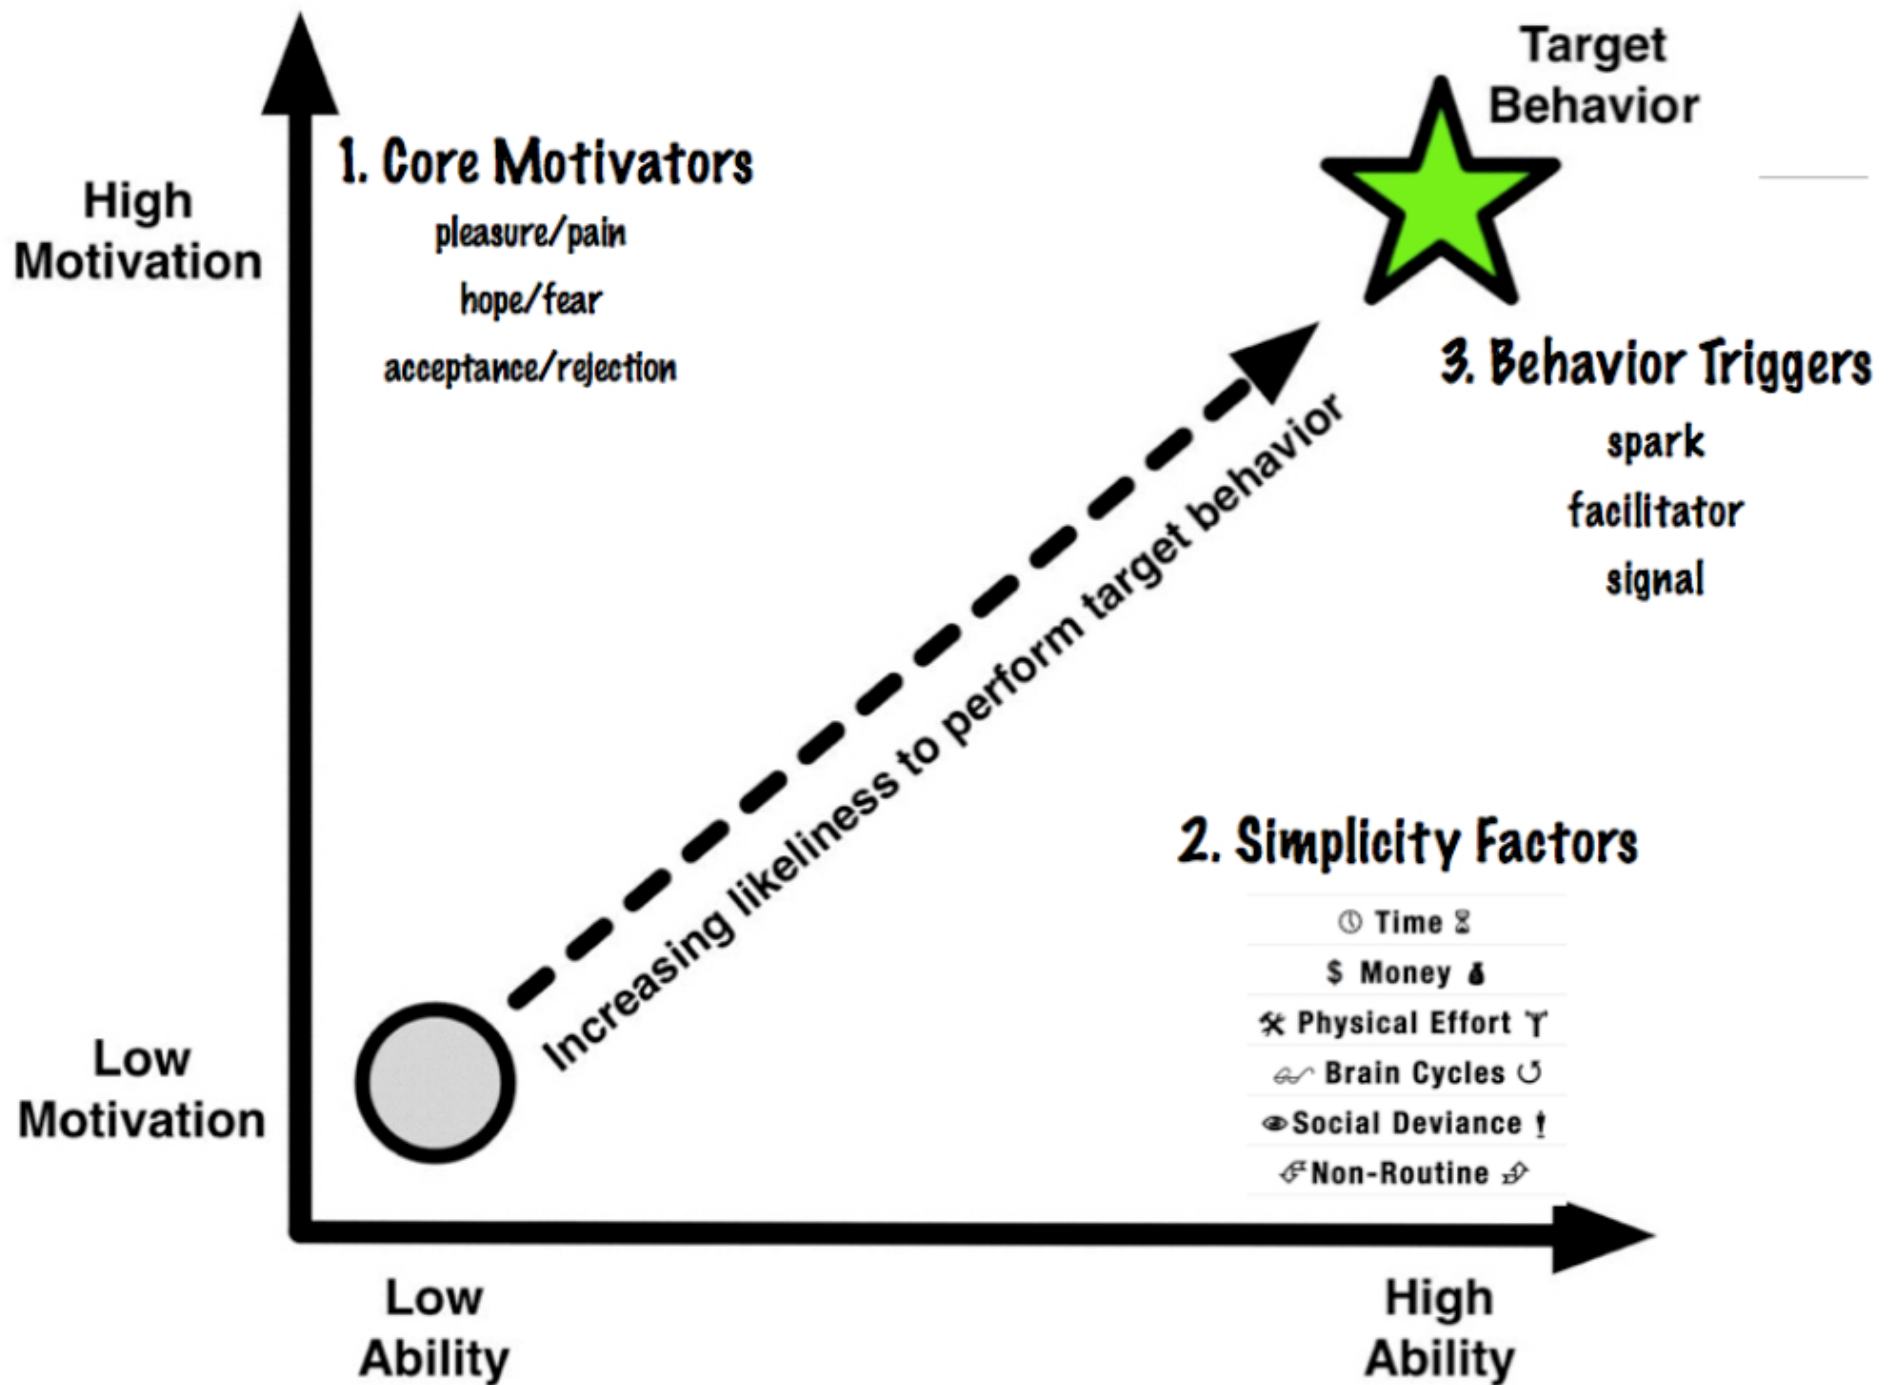 Target
Behavior
1. Core Motivators
pleasure/pain
hope/fear
acceptance/rejection
High
Motivation
3. Behavior Triggers
spark
facilitator
signal
Increasing likeliness to perform target behavior
2. Simplicity Factors
Time
$ Money
Physical Effort
Brain Cycles
Social Deviance !
Non-Routine
Low
Motivation
Low
Ability
High
Ability